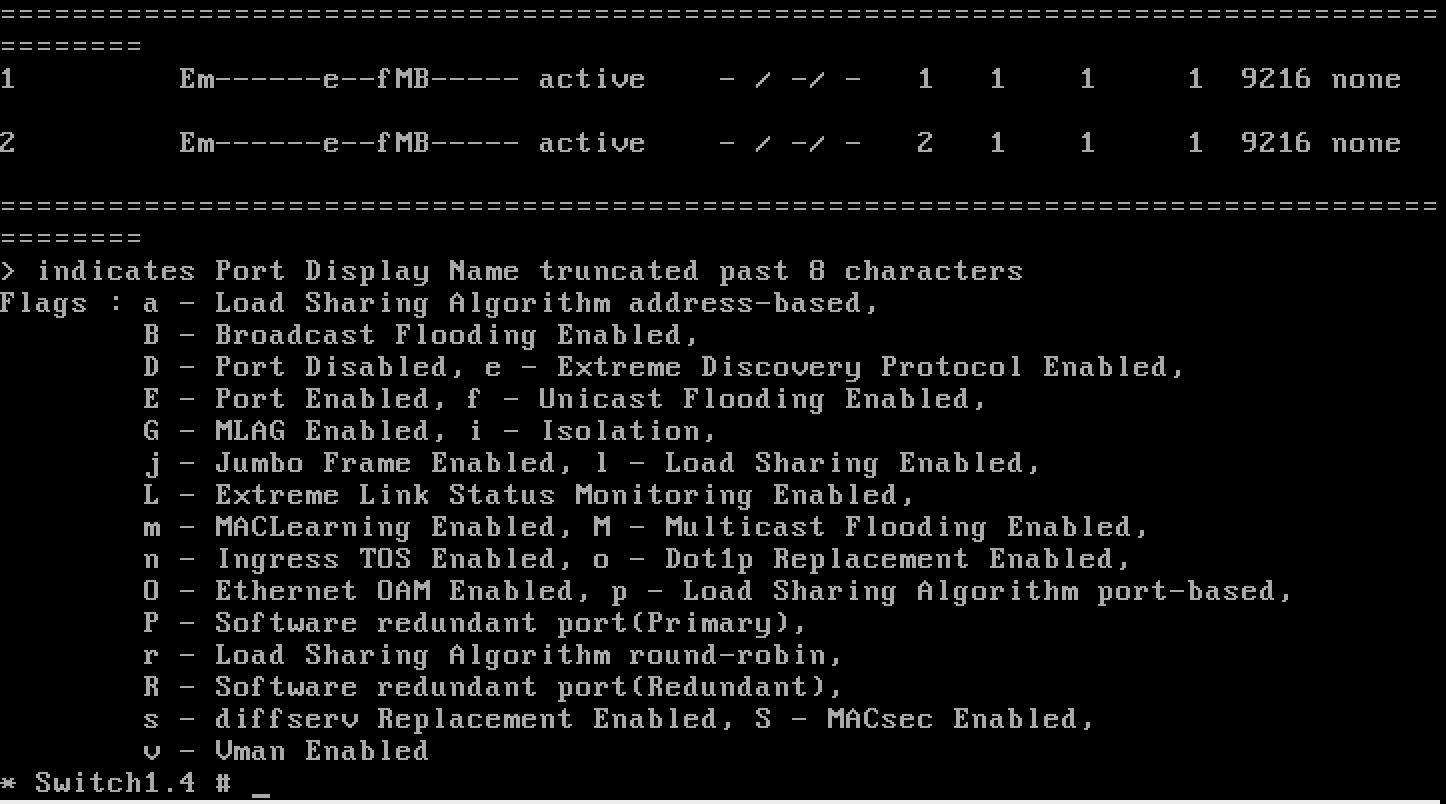 ================================================================================
========
1         Em------e--fMB----- active    - / -/ -   1   1    1     1  9216 none
2         Em------e--fMB----- active    - / -/ -   2   1    1     1  9216 none
================================================================================
========
> indicates Port Display Name truncated past 8 characters
Flags : a - Load Sharing Algorithm address-based,
        B - Broadcast Flooding Enabled,
        D - Port Disabled, e - Extreme Discovery Protocol Enabled,
        E - Port Enabled, f - Unicast Flooding Enabled,
        G - MLAG Enabled, i - Isolation,
        j - Jumbo Frame Enabled, l - Load Sharing Enabled,
        L - Extreme Link Status Monitoring Enabled,
        m - MACLearning Enabled, M - Multicast Flooding Enabled,
        n - Ingress TOS Enabled, o - Dot1p Replacement Enabled,
        O - Ethernet OAM Enabled, p - Load Sharing Algorithm port-based,
        P - Software redundant port(Primary),
        r - Load Sharing Algorithm round-robin,
        R - Software redundant port(Redundant),
        s - diffserv Replacement Enabled, S - MACsec Enabled,
        v - Vman Enabled
* Switch1.4 # _